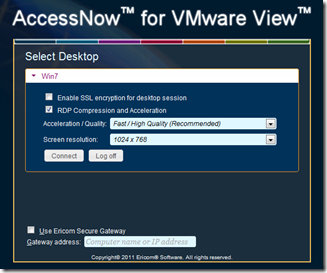 AccessNow™ for VMware View™
Select Desktop
Win7
Enable SSL encryption for desktop session
RDP Compression and Acceleration
Acceleration / Quality: Fast / High Quality (Recommended)
Screen resolution: 1024 x 768
Connect Log off
Use Ericom Secure Gateway
Gateway address: Computer name or IP address
Copyright© 2011 Ericom® Software. All rights reserved.